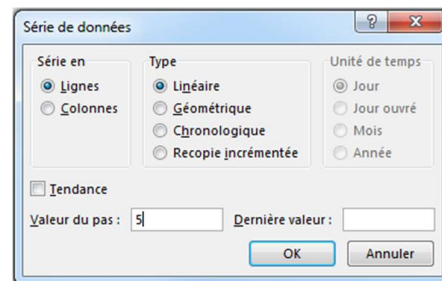 Série de données
Série en
Lignes
Colonnes
Type
Linéaire
Géométrique
Chronologique
Recopie incrémentée
Unité de temps
Jour
Jour ouvré
Mois
Année
Tendance
Valeur du pas : 5
Dernière valeur :
OK
Annuler